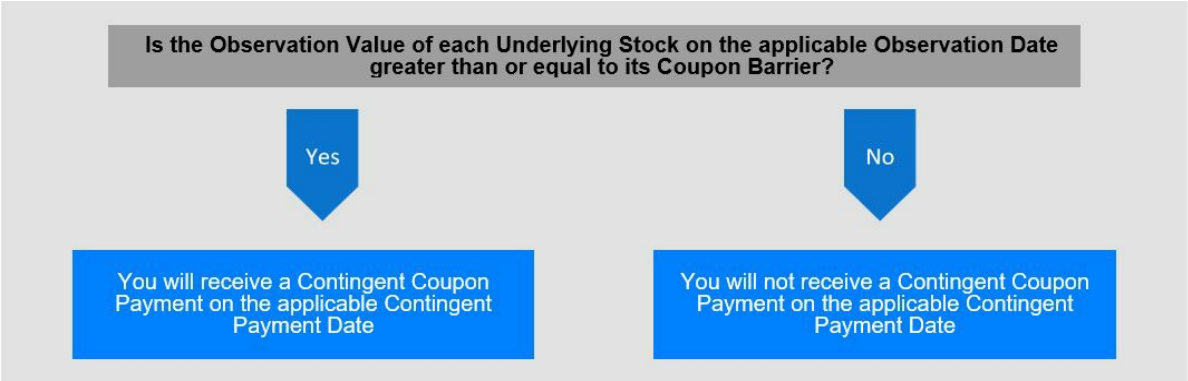 Is the Observation Value of each Underlying Stock on the applicable Observation Date
greater than or equal to its Coupon Barrier?
Yes
No
You will receive a Contingent Coupon
Payment on the applicable Contingent
Payment Date
You will not receive a Contingent Coupon
Payment on the applicable Contingent
Payment Date